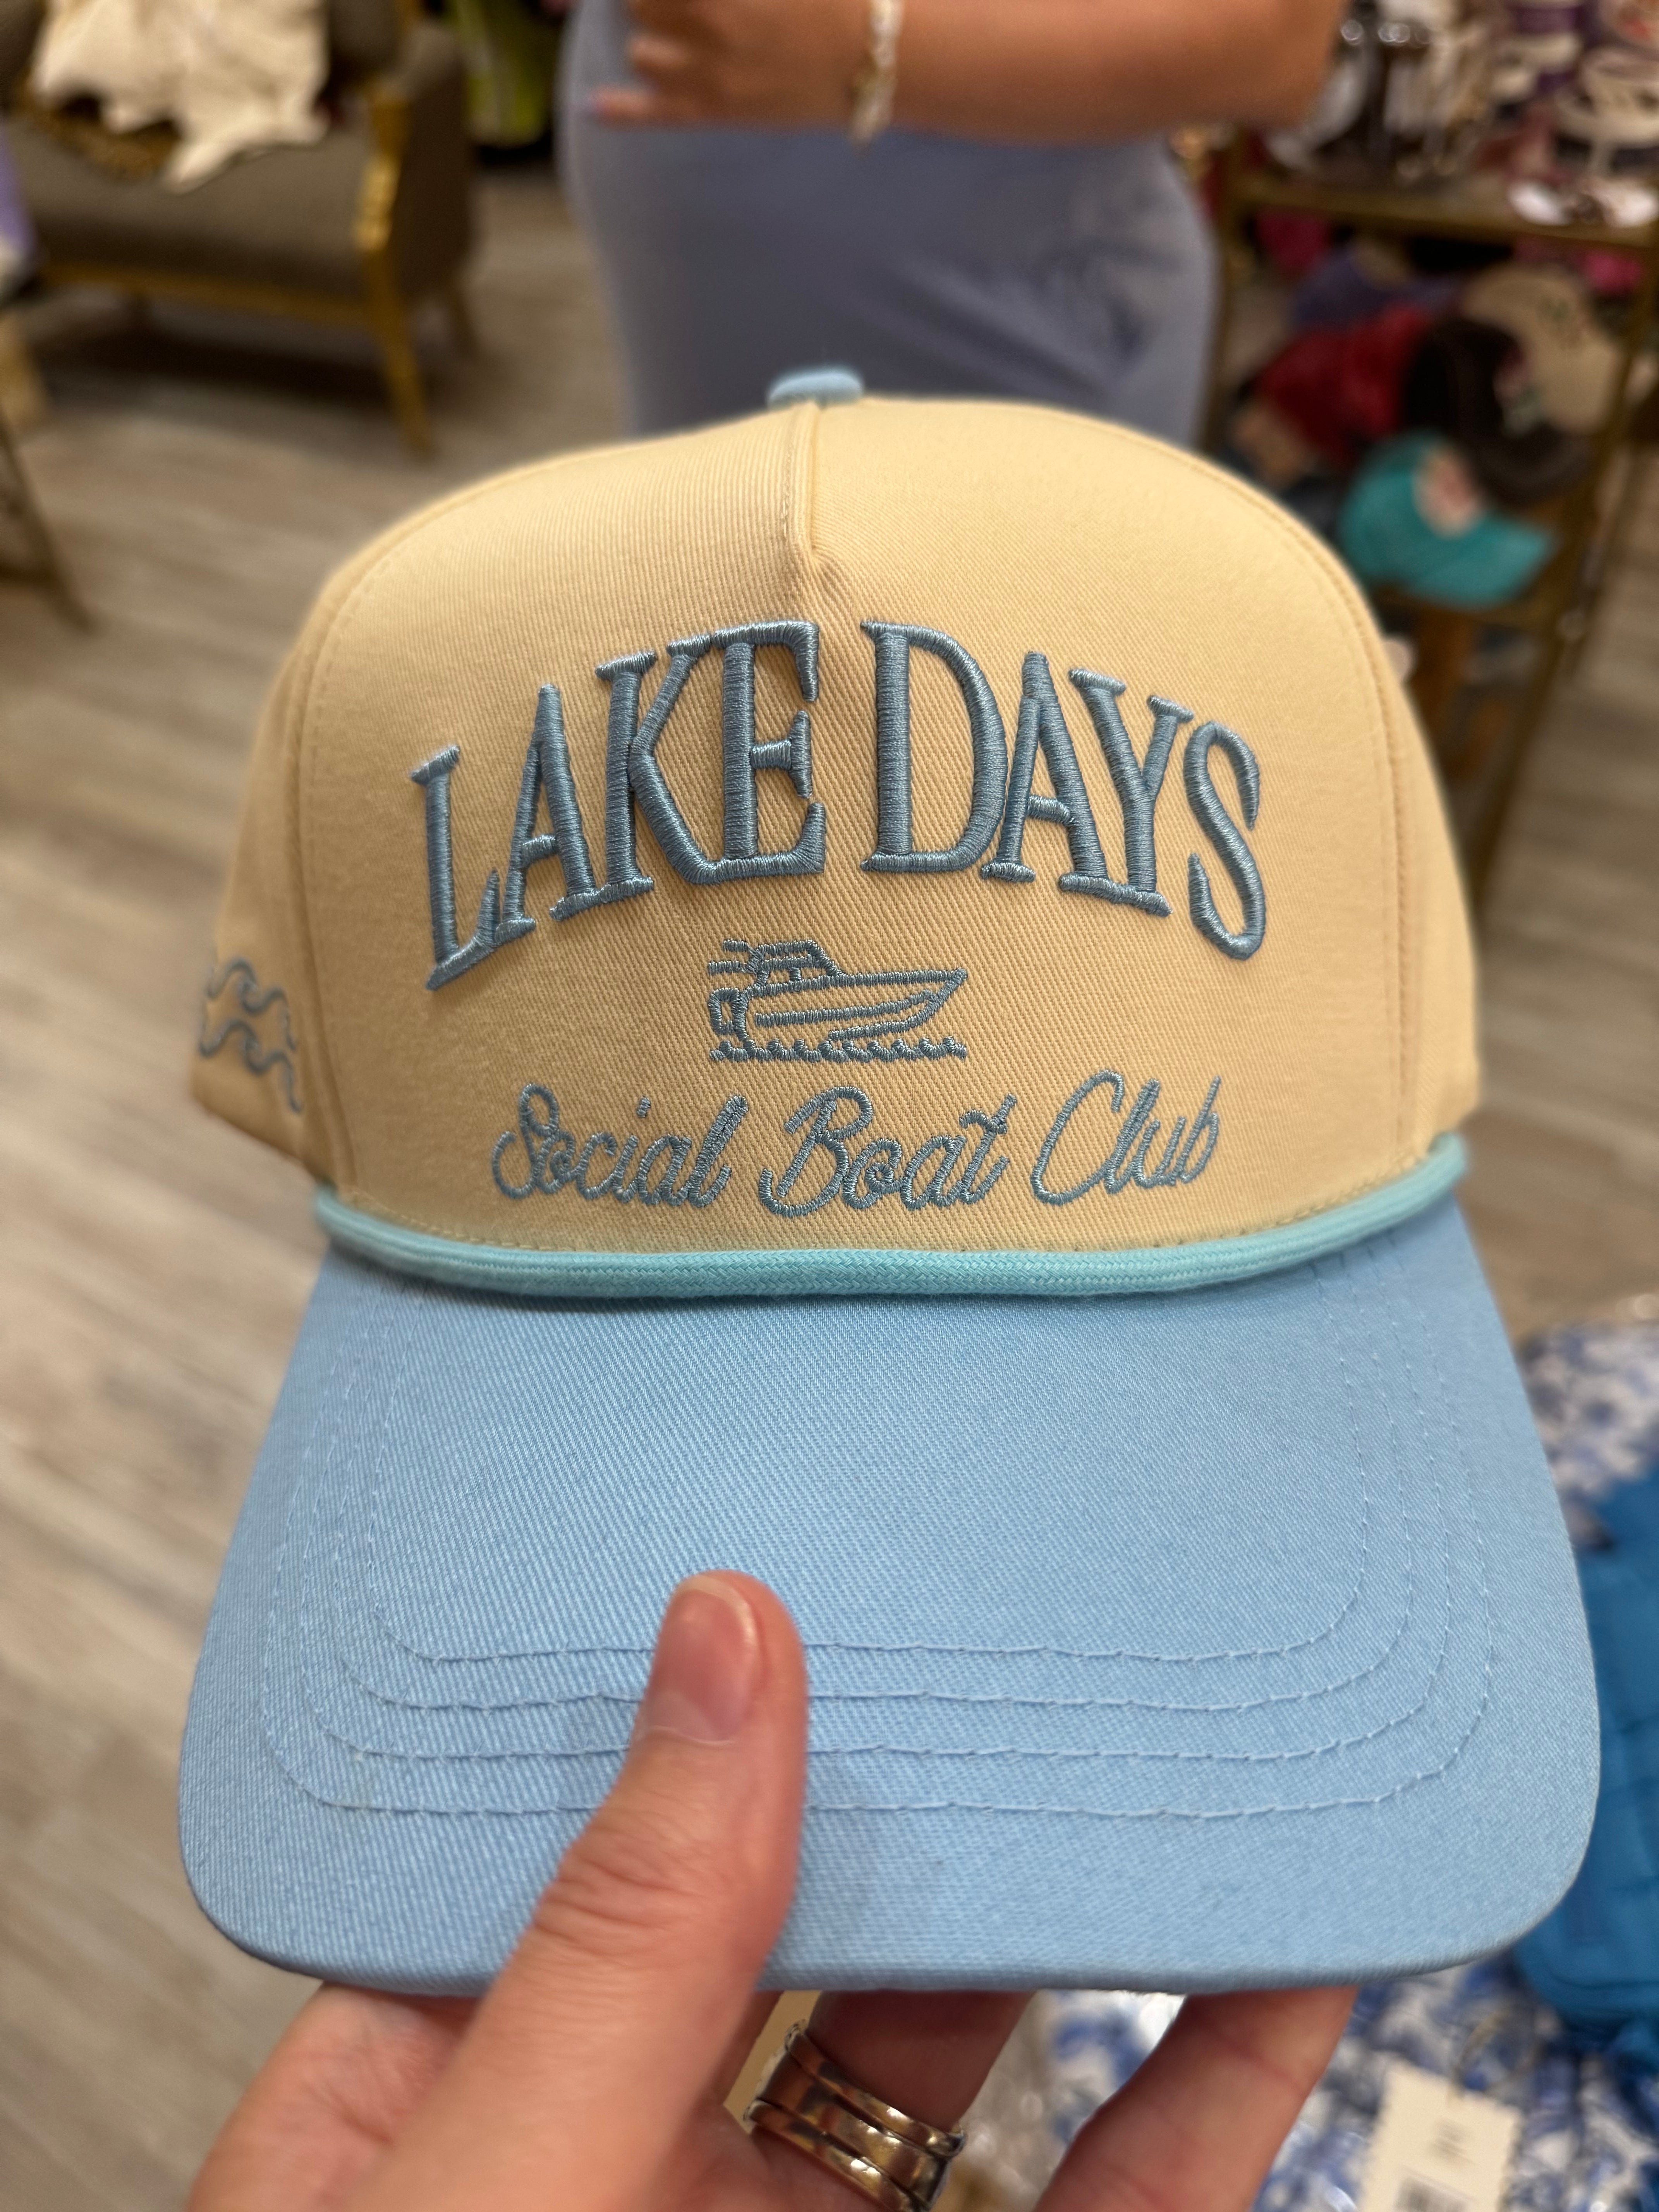 LAKE DAYS
Social Boat Club